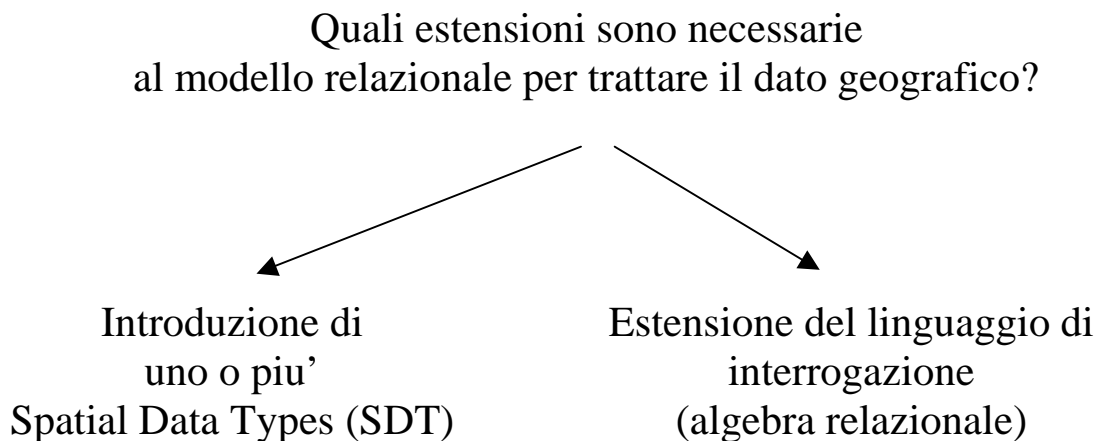 Quali estensioni sono necessarie
al modello relazionale per trattare il dato geografico?
Introduzione di
uno o piu’
Spatial Data Types (SDT)
Estensione del linguaggio di
interrogazione
(algebra relazionale)